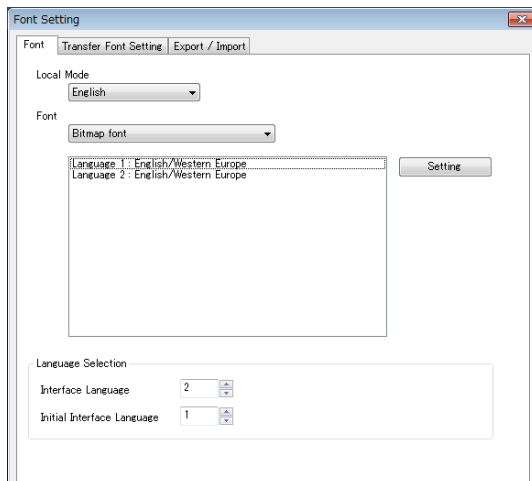 Font Setting
Font
Transfer Font Setting
Export / Import
Local Mode
English
Font
Bitmap font
Language 1 : English/Western Europe
Language 2 : English/Western Europe
Setting
Language Selection
Interface Language
2
Initial Interface Language
1